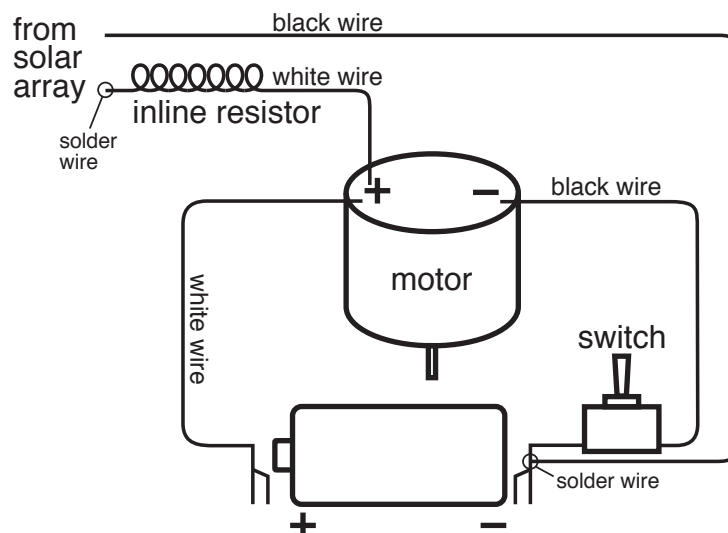 from
solar
array
black wire
white wire
inline resistor
solder
wire
+
−
black wire
motor
white wire
switch
solder wire
+
−